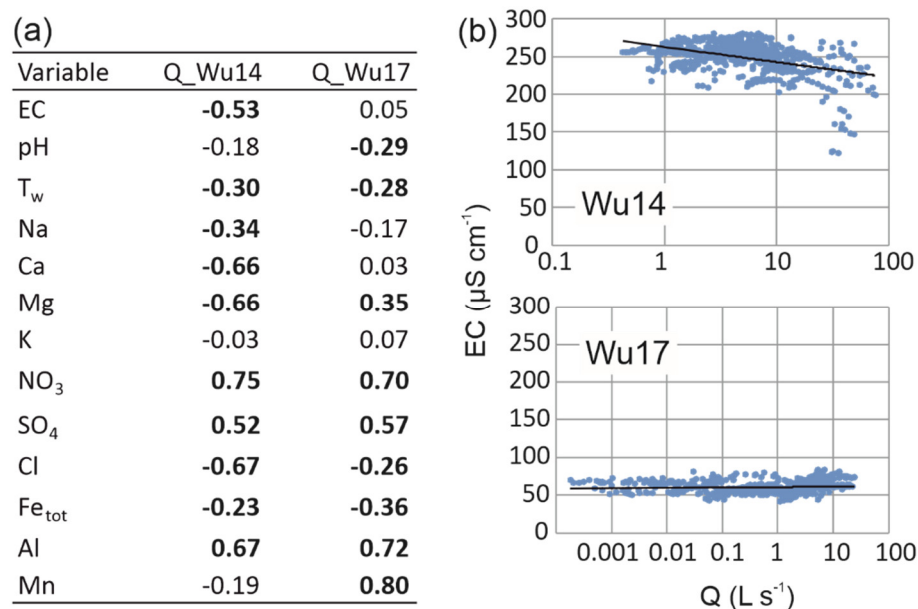 (a)
Variable Q_Wu14 Q_Wu17
EC -0.53 0.05
pH -0.18 -0.29
Tw -0.30 -0.28
Na -0.34 -0.17
Ca -0.66 0.03
Mg -0.66 0.35
K -0.03 0.07
NO3 0.75 0.70
SO4 0.52 0.57
Cl -0.67 -0.26
Fetot -0.23 -0.36
Al 0.67 0.72
Mn -0.19 0.80
(b)
300
250
200
150
100
50
0
Wu14
0.1 1 10 100
EC (µS cm-1)
300
250
200
150
100
50
0
Wu17
0.001 0.01 0.1 1 10 100
Q (L s-1)